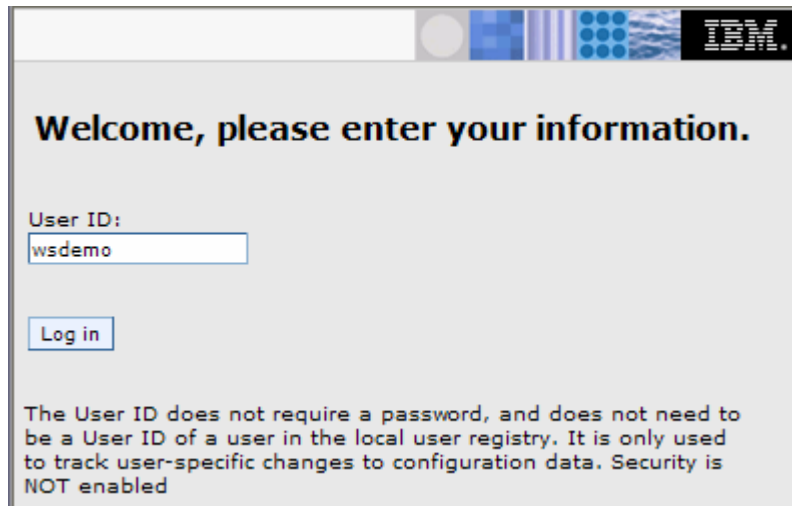 IBM.
Welcome, please enter your information.
User ID:
wsdemo
Log in
The User ID does not require a password, and does not need to
be a User ID of a user in the local user registry. It is only used
to track user-specific changes to configuration data. Security is
NOT enabled